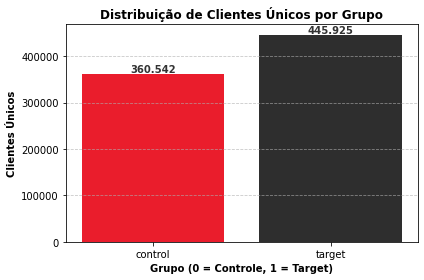 Distribuição de Clientes Únicos por Grupo
445.925
360.542
400000
300000
200000
100000
0
Clientes Únicos
control
target
Grupo (0 = Controle, 1 = Target)